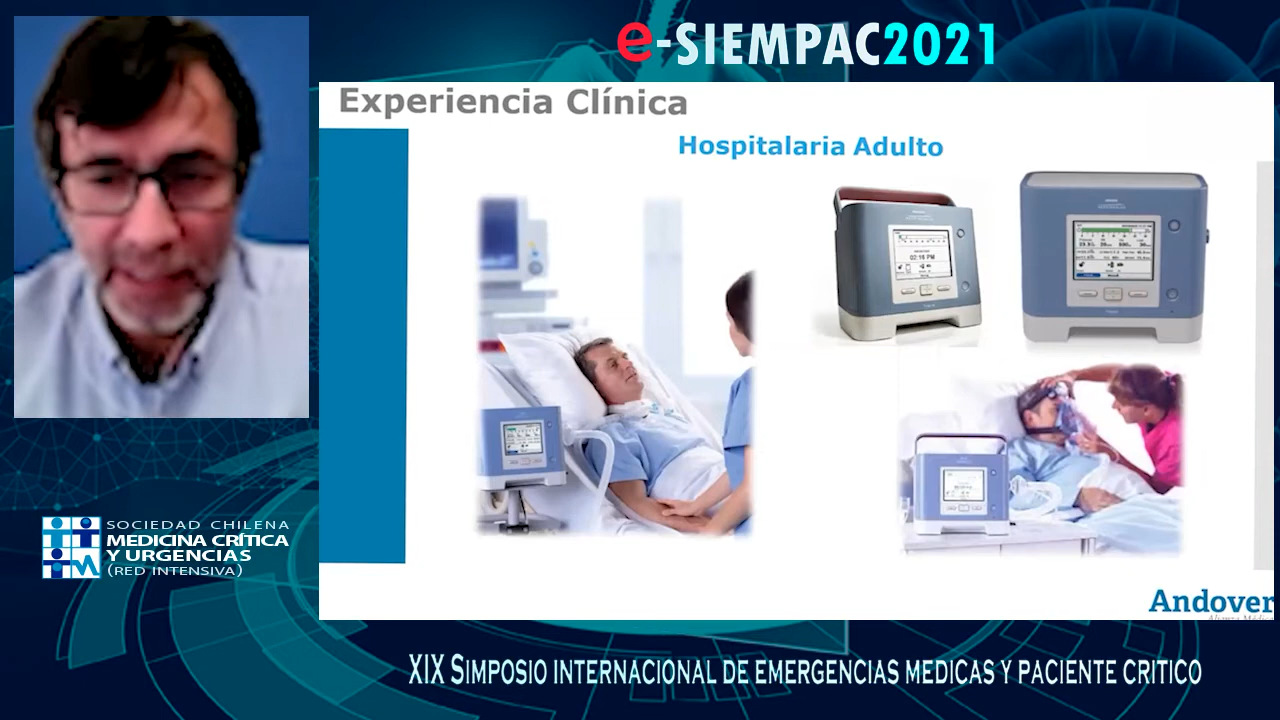 e-SIEMPAC2021
Experiencia Clínica
Hospitalaria Adulto
02:16 PM
SOCIEDAD CHILENA
MEDICINA CRÍTICA
Y URGENCIAS
(RED INTENSIVA)
Andover
XIX SIMPOSIO INTERNACIONAL DE EMERGENCIAS MEDICAS Y PACIENTE CRITICO